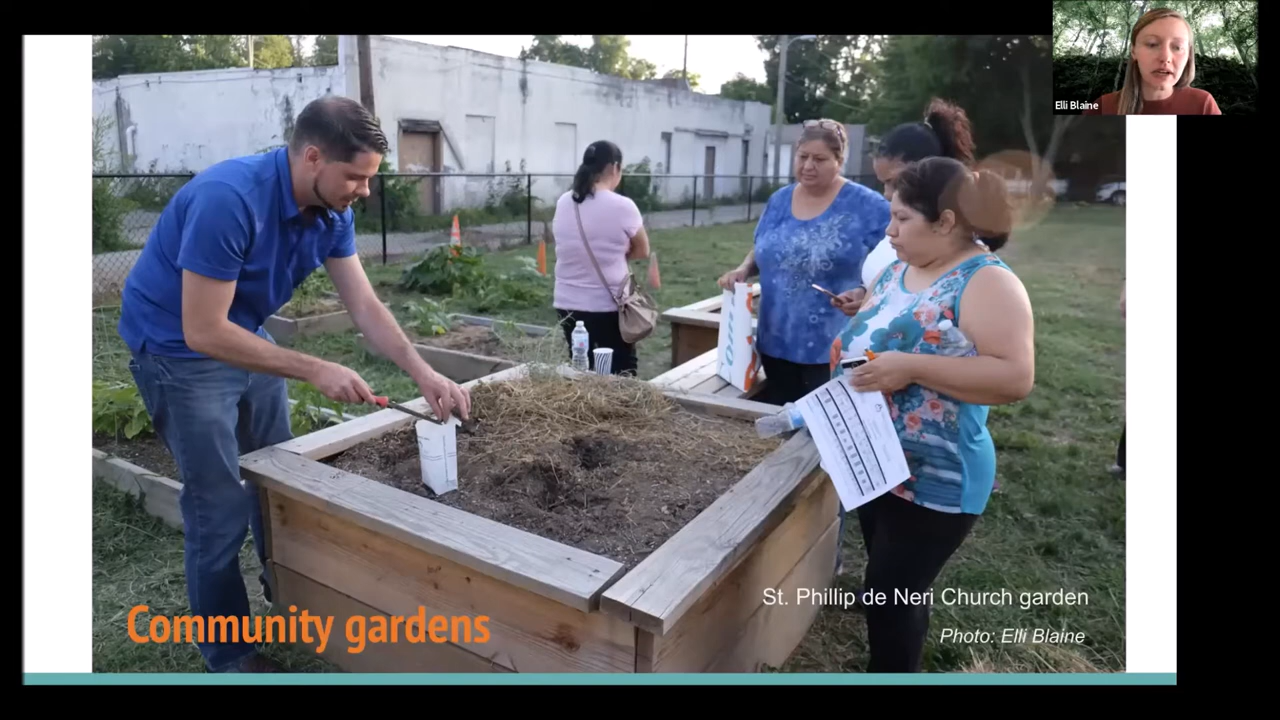 Elli Blaine
Community gardens
St. Phillip de Neri Church garden
Photo: Elli Blaine